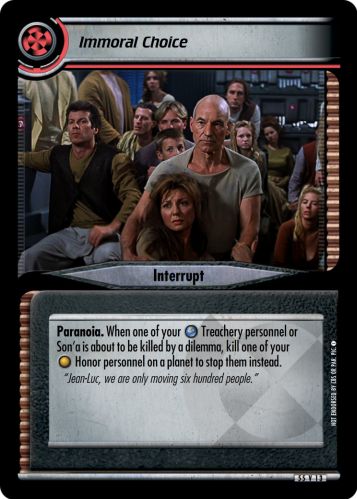 Immoral Choice
Interrupt
Paranoia. When one of your Treachery personnel or
Son'a is about to be killed by a dilemma, kill one of your
Honor personnel on a planet to stop them instead.
"Jean-Luc, we are only moving six hundred people."
NOT ENDORSED BY CBS OR PAR. PIC.
55 V 13